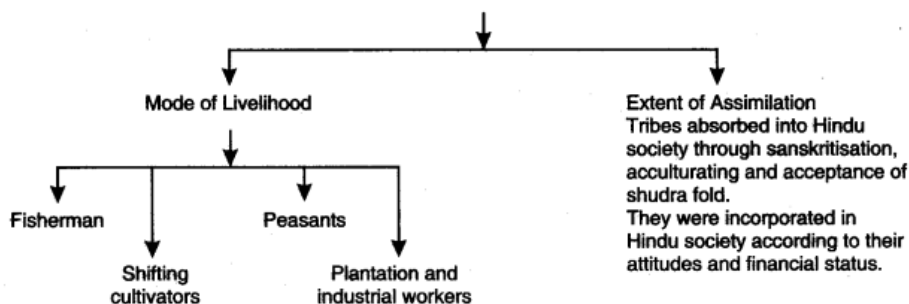 Mode of Livelihood
Fisherman
Shifting
cultivators
Peasants
Plantation and
industrial workers
Extent of Assimilation
Tribes absorbed into Hindu
society through sanskritisation,
acculturating and acceptance of
shudra fold.
They were incorporated in
Hindu society according to their
attitudes and financial status.